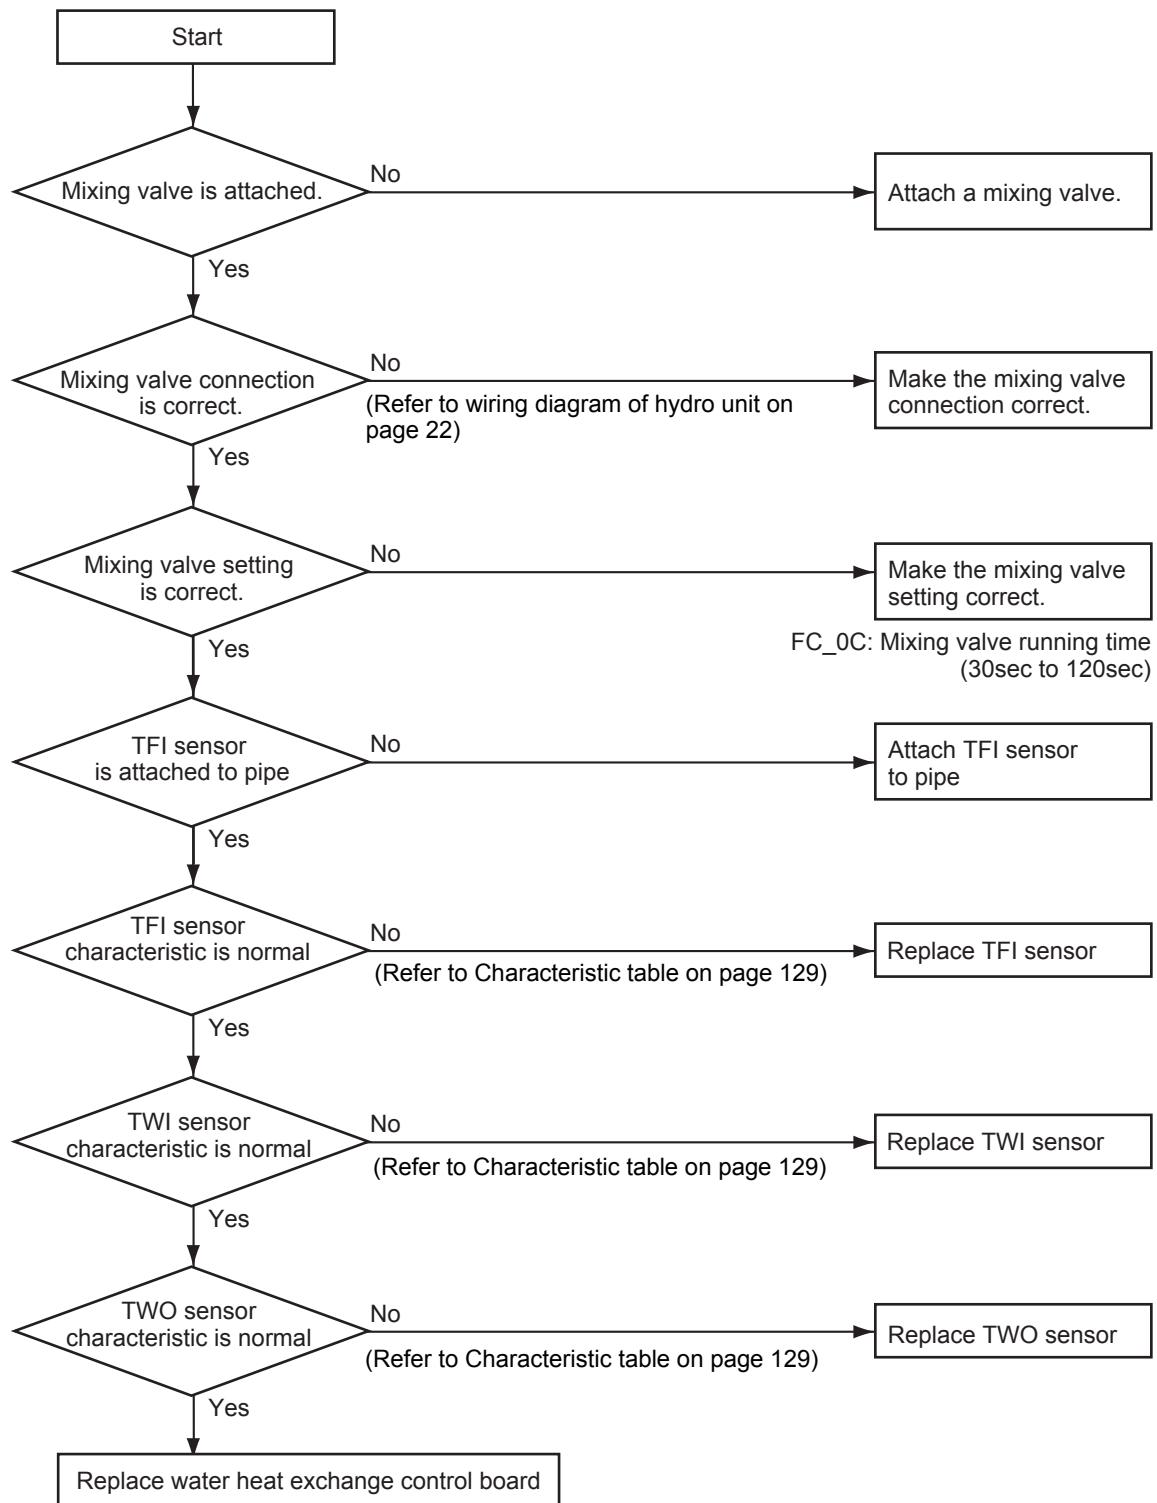 Start
Mixing valve is attached.
No
Attach a mixing valve.
Yes
Mixing valve connection
is correct.
No
(Refer to wiring diagram of hydro unit on
page 22)
Make the mixing valve
connection correct.
Yes
Mixing valve setting
is correct.
No
Make the mixing valve
setting correct.
FC_0C: Mixing valve running time
(30sec to 120sec)
Yes
TFI sensor
is attached to pipe
No
Attach TFI sensor
to pipe
Yes
TFI sensor
characteristic is normal
No
(Refer to Characteristic table on page 129)
Replace TFI sensor
Yes
TWI sensor
characteristic is normal
No
(Refer to Characteristic table on page 129)
Replace TWI sensor
Yes
TWO sensor
characteristic is normal
No
(Refer to Characteristic table on page 129)
Replace TWO sensor
Yes
Replace water heat exchange control board